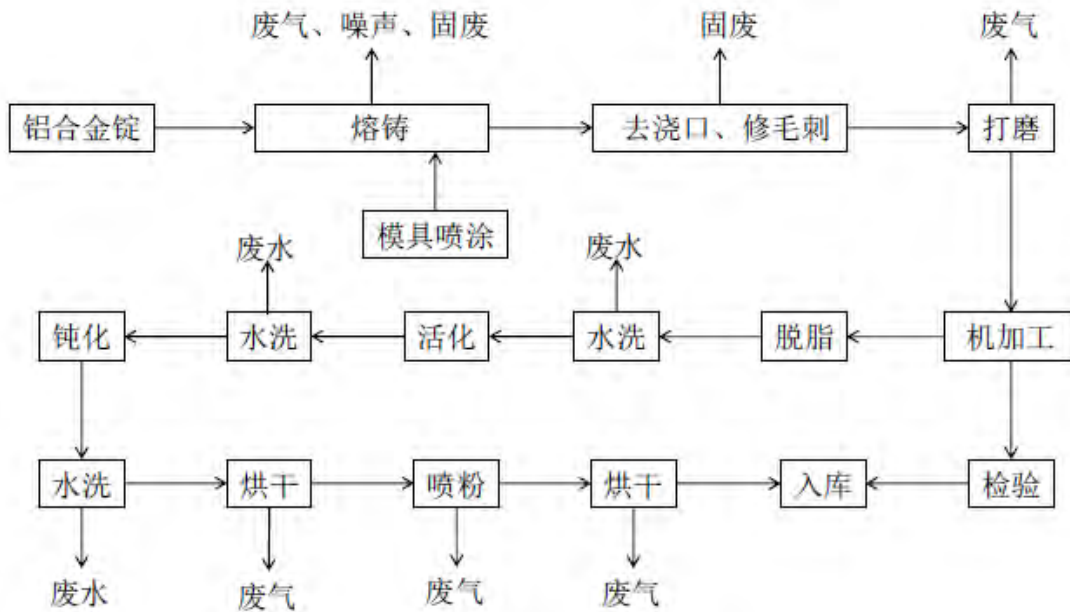 废气、噪声、固废
固废
废气
铝合金锭
熔铸
去浇口、修毛刺
打磨
模具喷涂
废水
废水
钝化
水洗
活化
水洗
脱脂
机加工
水洗
烘干
喷粉
烘干
入库
检验
废水
废气
废气
废气